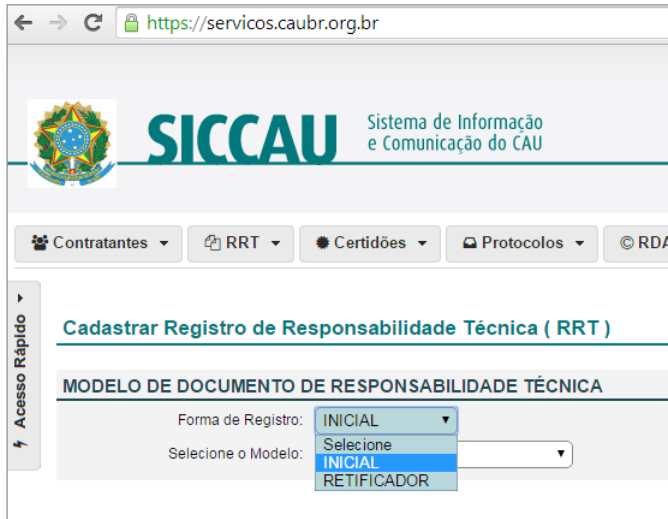 https://servicos.caubr.org.br
SICCAU
Sistema de Informação
e Comunicação do CAU
Contratantes
RRT
Certidões
Protocolos
© RDA
Acesso Rápido
Cadastrar Registro de Responsabilidade Técnica ( RRT )
MODELO DE DOCUMENTO DE RESPONSABILIDADE TÉCNICA
Forma de Registro: INICIAL
Selecione o Modelo:
Selecione
INICIAL
RETIFICADOR